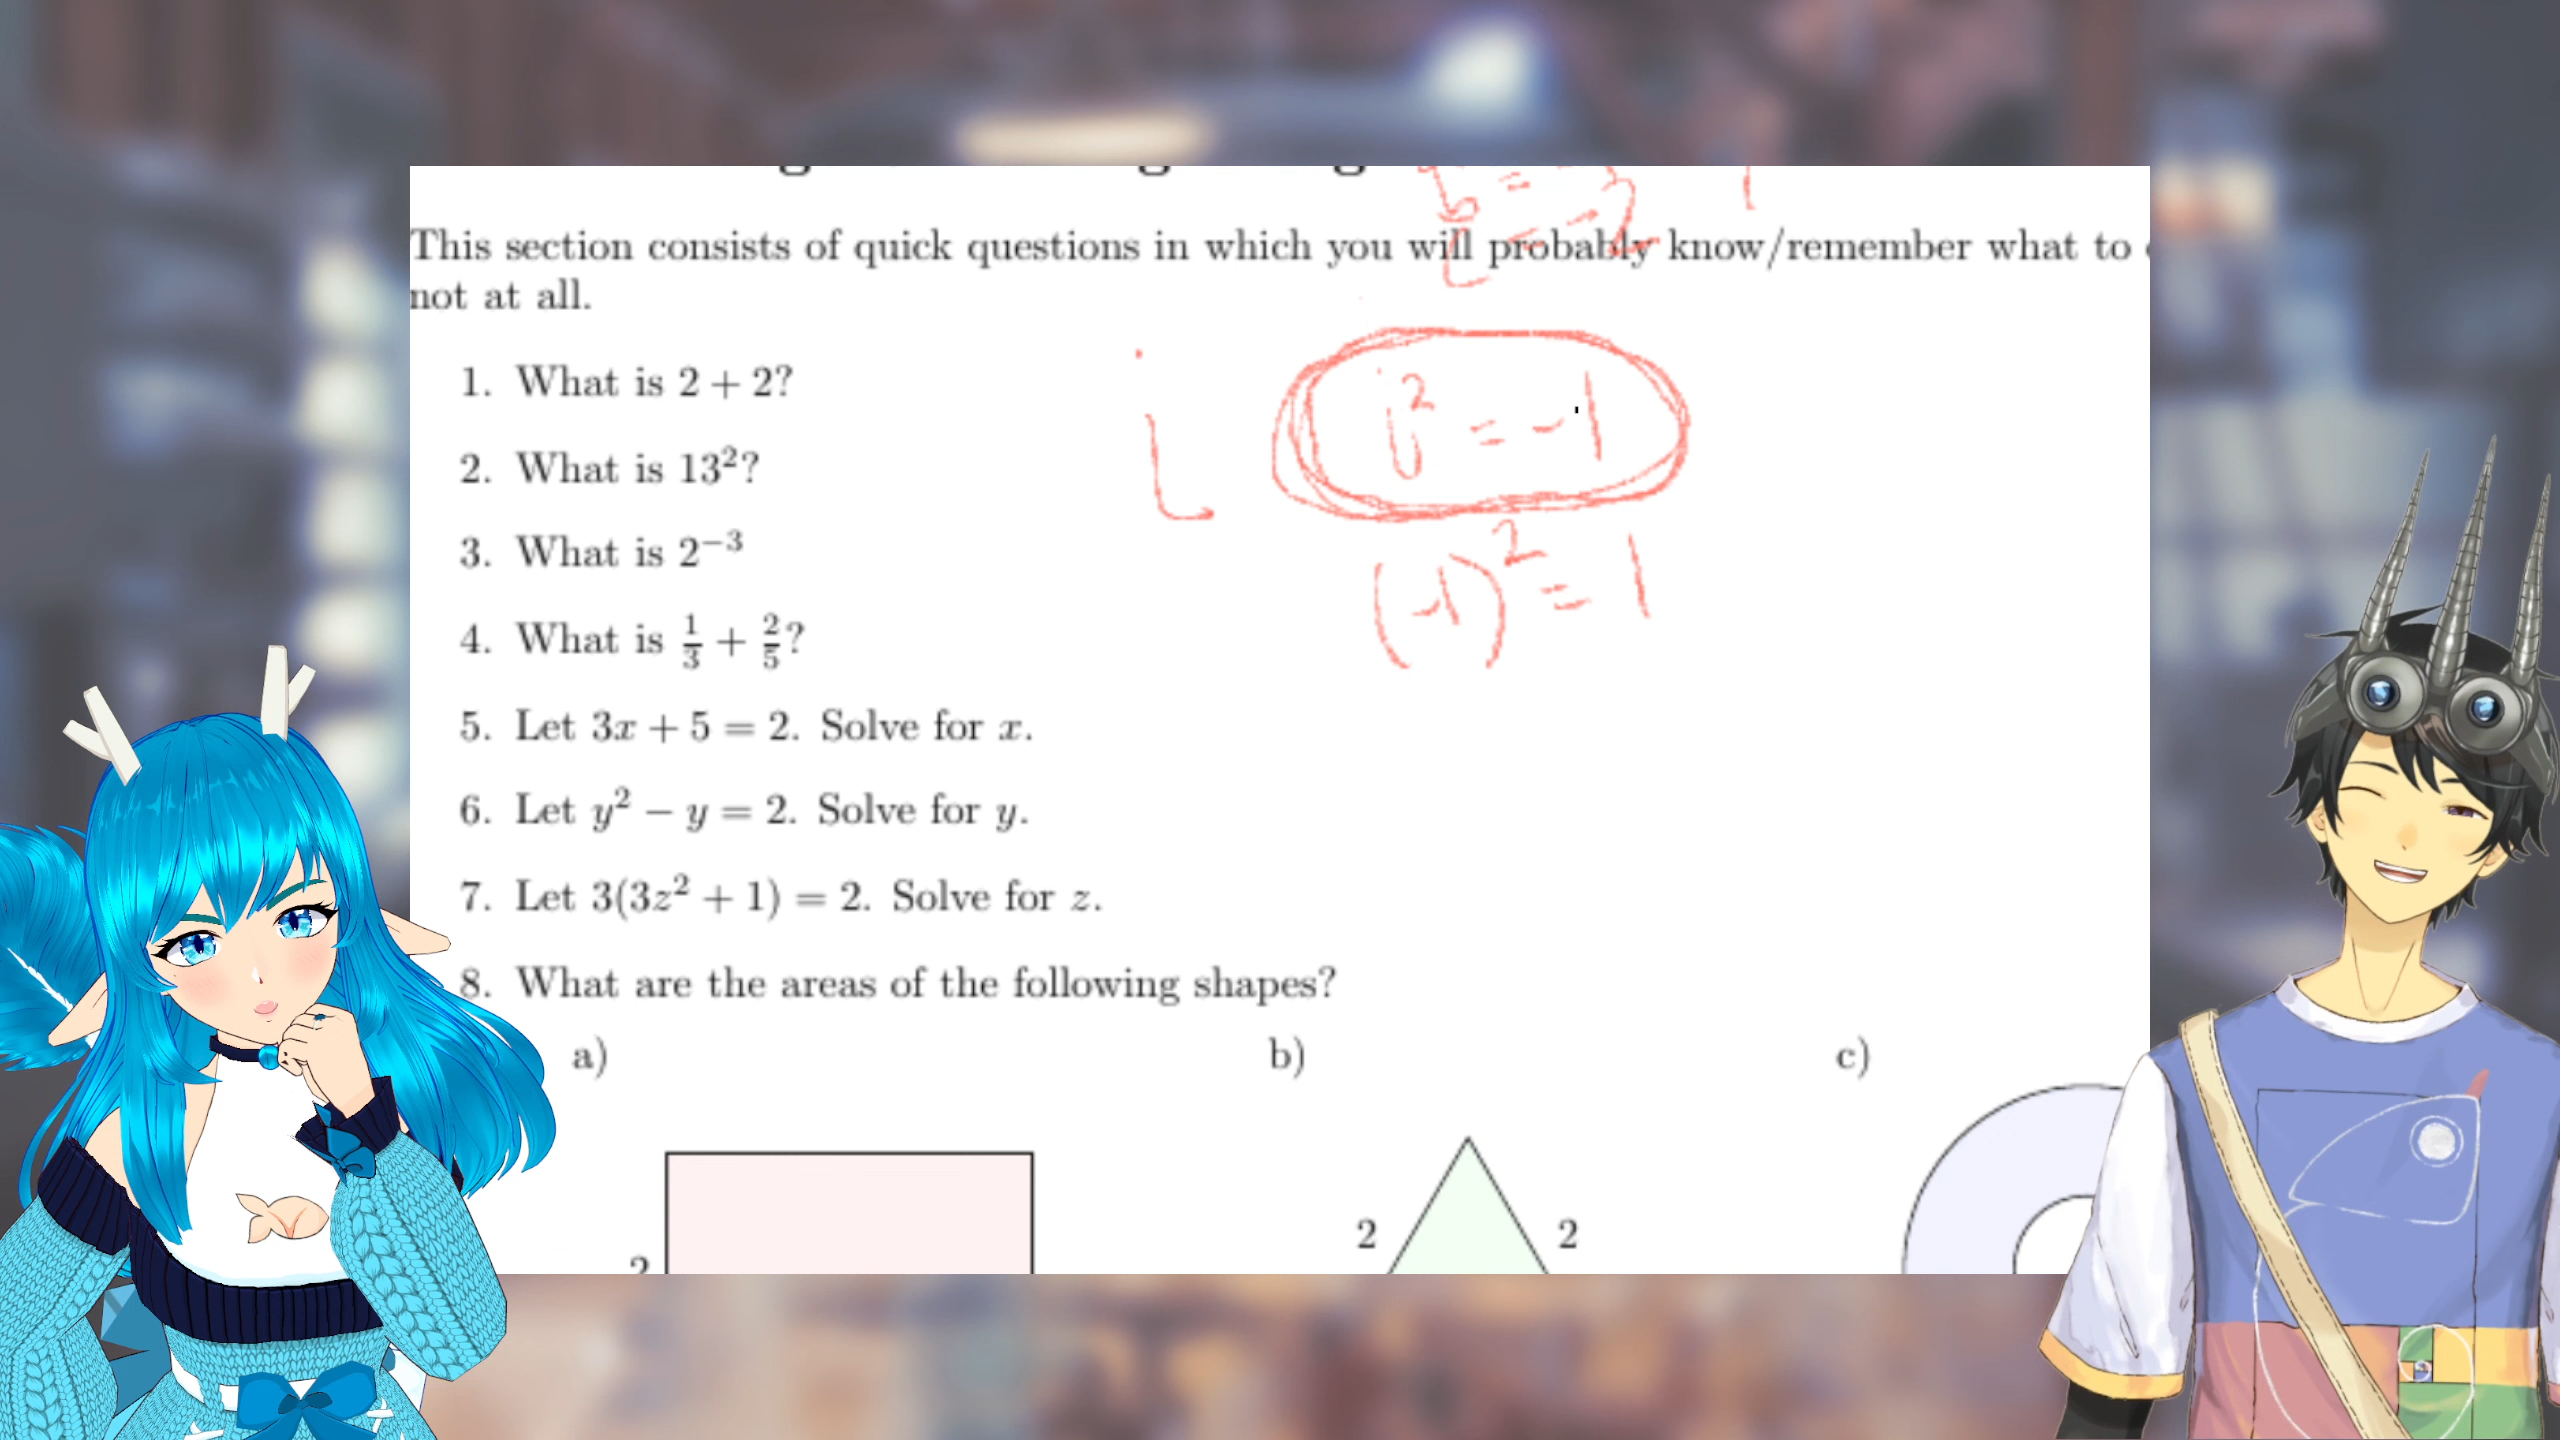 This section consists of quick questions in which you will probably know/remember what to
not at all.
1. What is 2 + 2?
2. What is 13²?
3. What is 2⁻³
4. What is 1/3 + 2/5?
5. Let 3x + 5 = 2. Solve for x.
6. Let y² − y = 2. Solve for y.
7. Let 3(3z² + 1) = 2. Solve for z.
8. What are the areas of the following shapes?
a)
b)
c)
2
2
2
i
i² = -1
(-1)² = 1